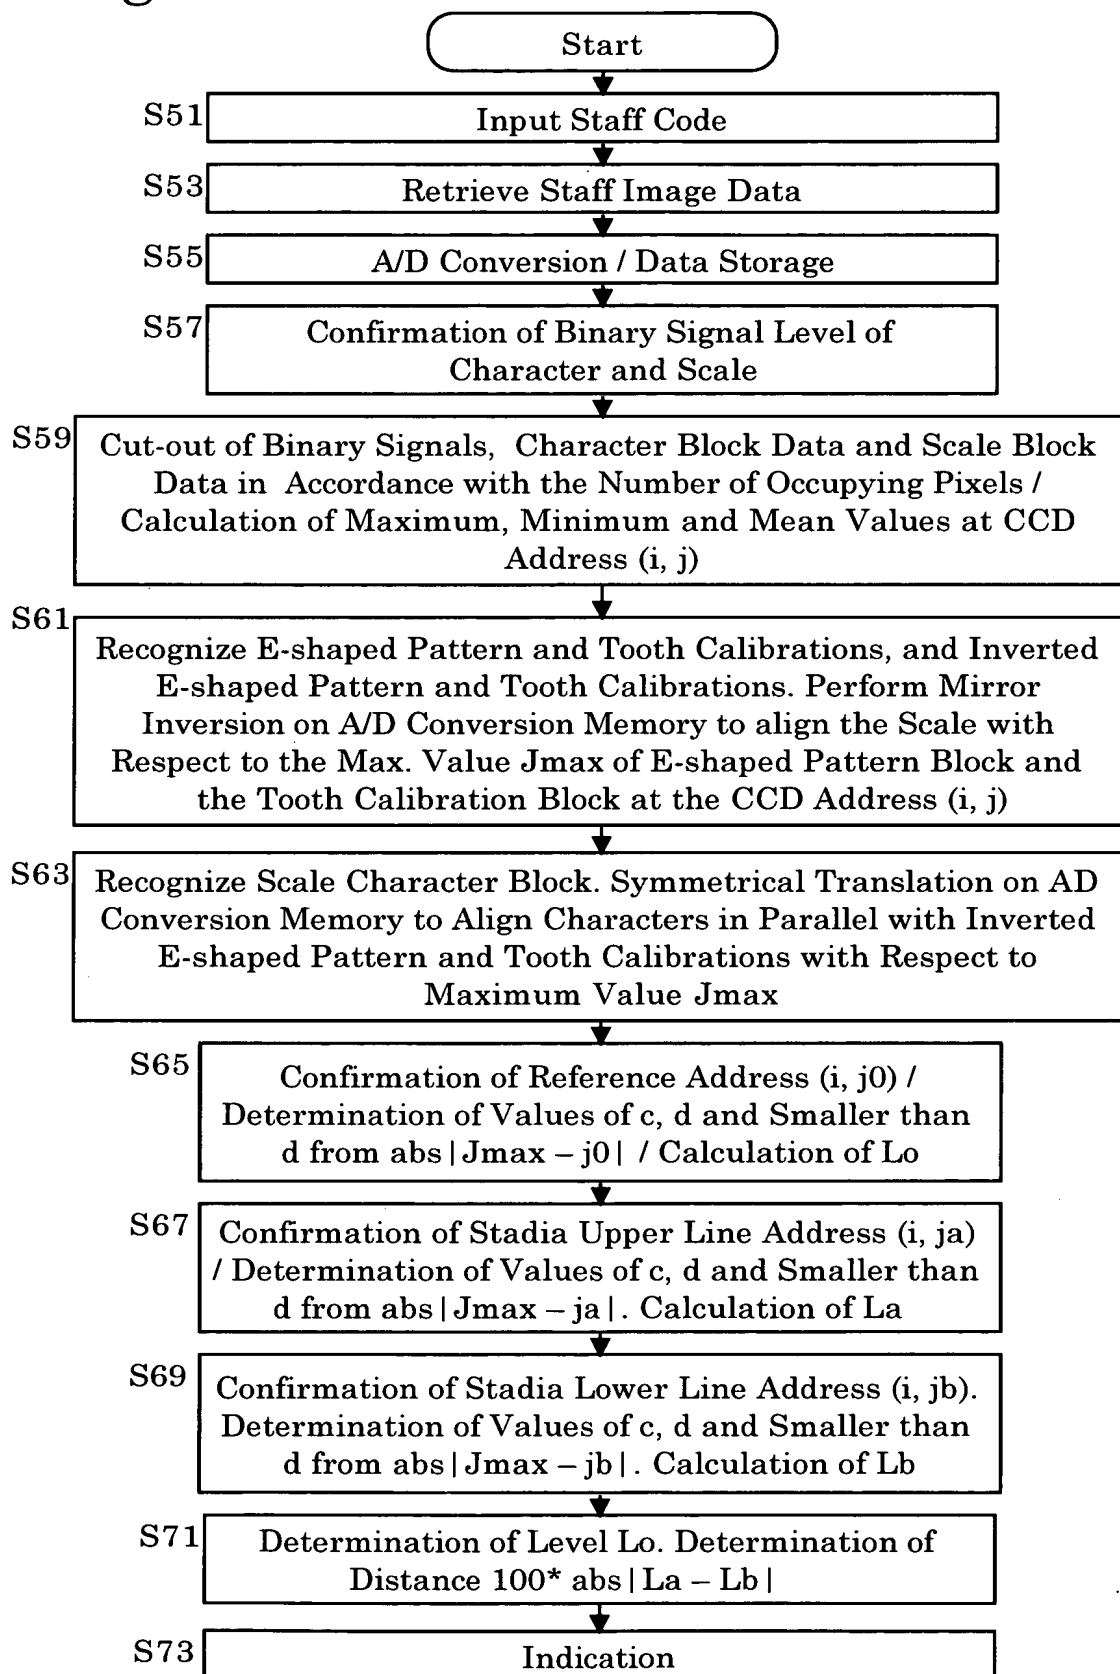 Start
S51
Input Staff Code
S53
Retrieve Staff Image Data
S55
A/D Conversion / Data Storage
S57
Confirmation of Binary Signal Level of
Character and Scale
S59
Cut-out of Binary Signals, Character Block Data and Scale Block
Data in Accordance with the Number of Occupying Pixels /
Calculation of Maximum, Minimum and Mean Values at CCD
Address (i, j)
S61
Recognize E-shaped Pattern and Tooth Calibrations, and Inverted
E-shaped Pattern and Tooth Calibrations. Perform Mirror
Inversion on A/D Conversion Memory to align the Scale with
Respect to the Max. Value Jmax of E-shaped Pattern Block and
the Tooth Calibration Block at the CCD Address (i, j)
S63
Recognize Scale Character Block. Symmetrical Translation on AD
Conversion Memory to Align Characters in Parallel with Inverted
E-shaped Pattern and Tooth Calibrations with Respect to
Maximum Value Jmax
S65
Confirmation of Reference Address (i, j0) /
Determination of Values of c, d and Smaller than
d from abs|Jmax – j0| / Calculation of Lo
S67
Confirmation of Stadia Upper Line Address (i, ja)
/ Determination of Values of c, d and Smaller than
d from abs|Jmax – ja|. Calculation of La
S69
Confirmation of Stadia Lower Line Address (i, jb).
Determination of Values of c, d and Smaller than
d from abs|Jmax – jb|. Calculation of Lb
S71
Determination of Level Lo. Determination of
Distance 100* abs|La – Lb|
S73
Indication